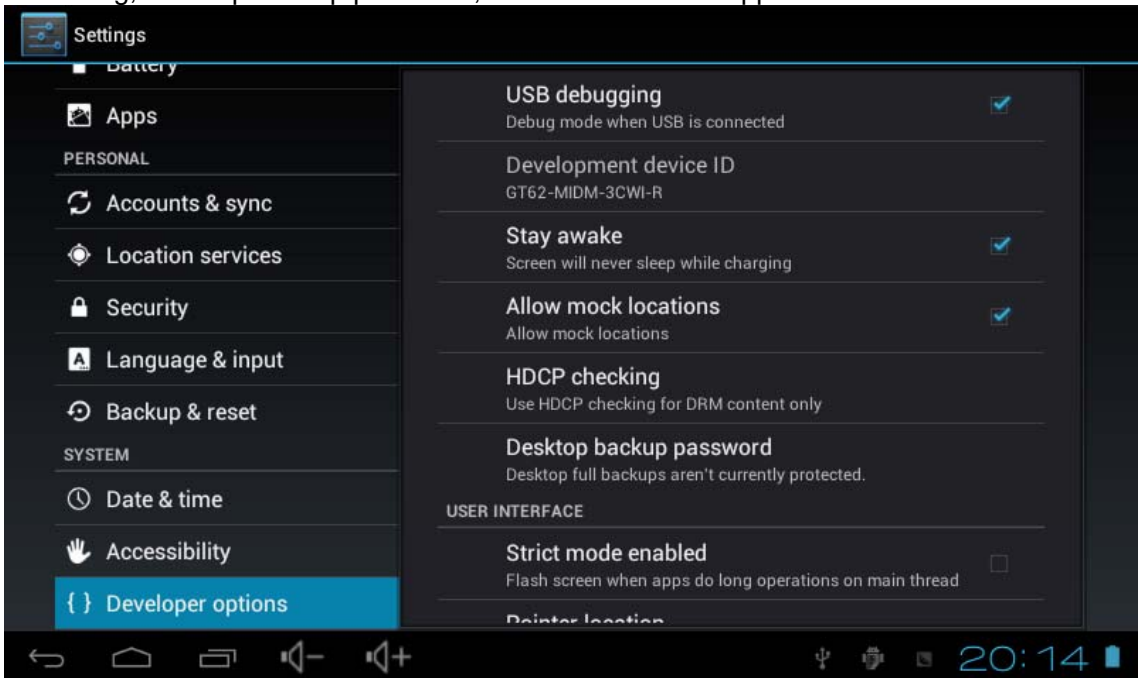 Settings
Battery
Apps
PERSONAL
Accounts & sync
Location services
Security
Language & input
Backup & reset
SYSTEM
Date & time
Accessibility
{ } Developer options
USB debugging
Debug mode when USB is connected
Development device ID
GT62-MIDM-3CWI-R
Stay awake
Screen will never sleep while charging
Allow mock locations
Allow mock locations
HDCP checking
Use HDCP checking for DRM content only
Desktop backup password
Desktop full backups aren't currently protected.
USER INTERFACE
Strict mode enabled
Flash screen when apps do long operations on main thread
Pointer location
20:14